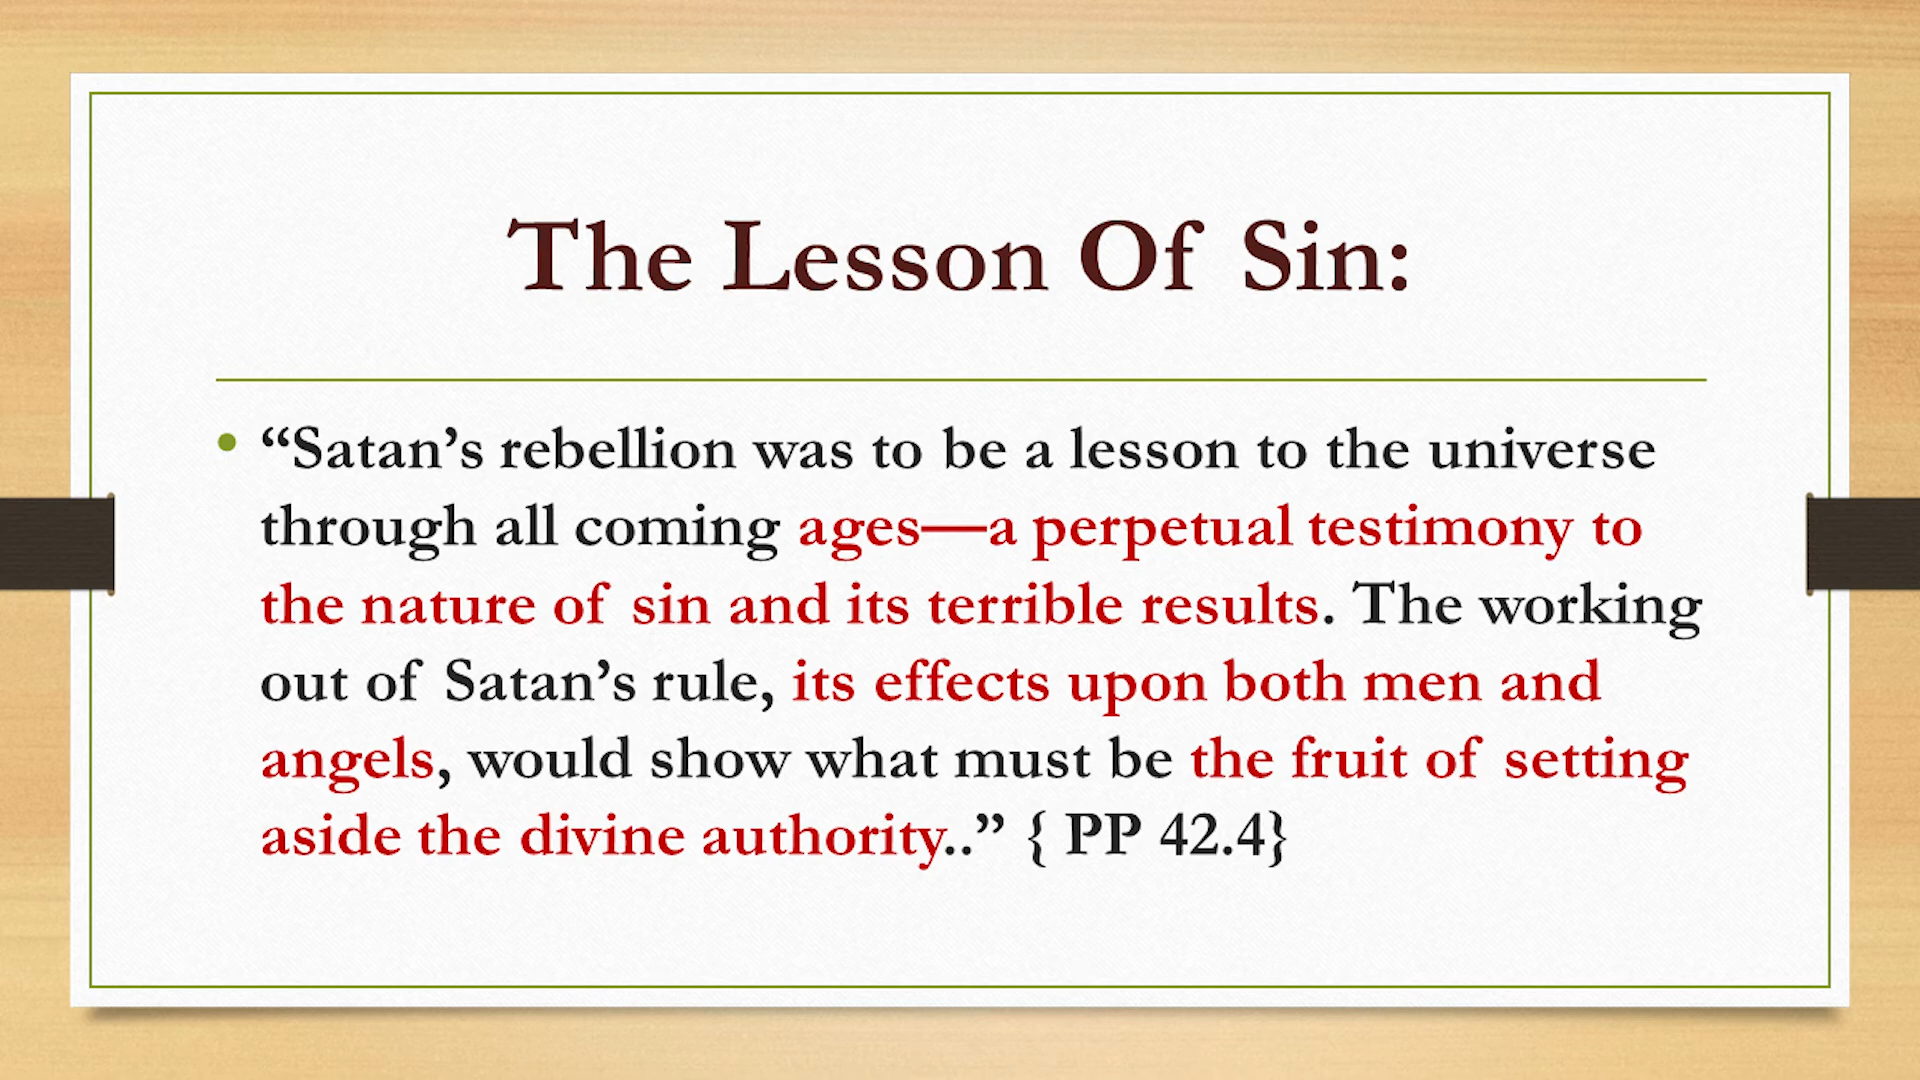 The Lesson Of Sin:
• “Satan’s rebellion was to be a lesson to the universe
through all coming ages—a perpetual testimony to
the nature of sin and its terrible results. The working
out of Satan’s rule, its effects upon both men and
angels, would show what must be the fruit of setting
aside the divine authority..” { PP 42.4}